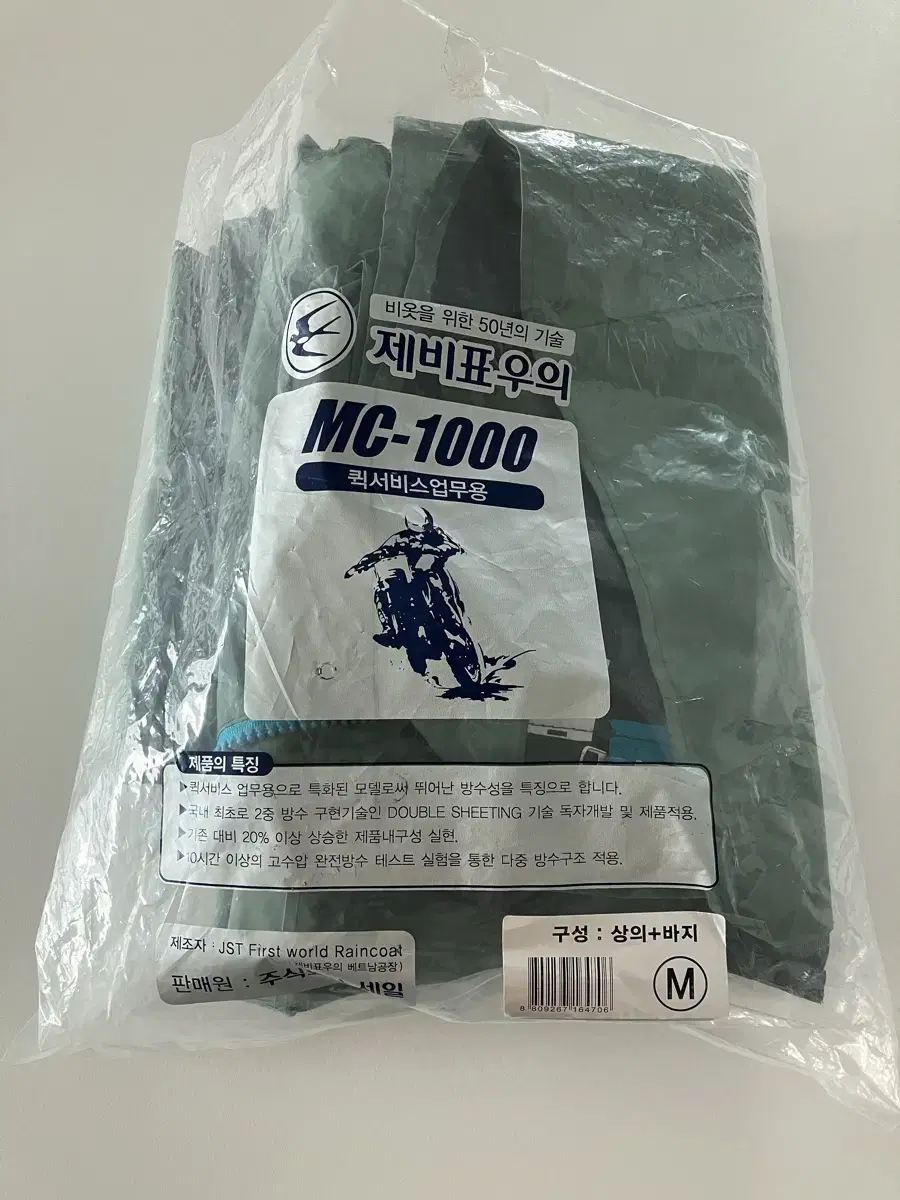 비옷을 위한 50년의 기술
제비표우의
MC-1000
퀵서비스업무용
제품의 특징
▶퀵서비스 업무용으로 특화된 모델로써 뛰어난 방수성을 특징으로 합니다.
▶국내 최초로 2중 방수 구현기술인 DOUBLE SHEETING 기술 독자개발 및 제품적용.
▶기존 대비 20% 이상 상승한 제품내구성 실현.
▶10시간 이상의 고수압 완전방수 테스트 실험을 통한 다중 방수구조 적용.
제조자 : JST First world Raincoat
제비표우의 베트남공장)
판매원 : 세일
구성 : 상의+바지
M
8 809267 164706